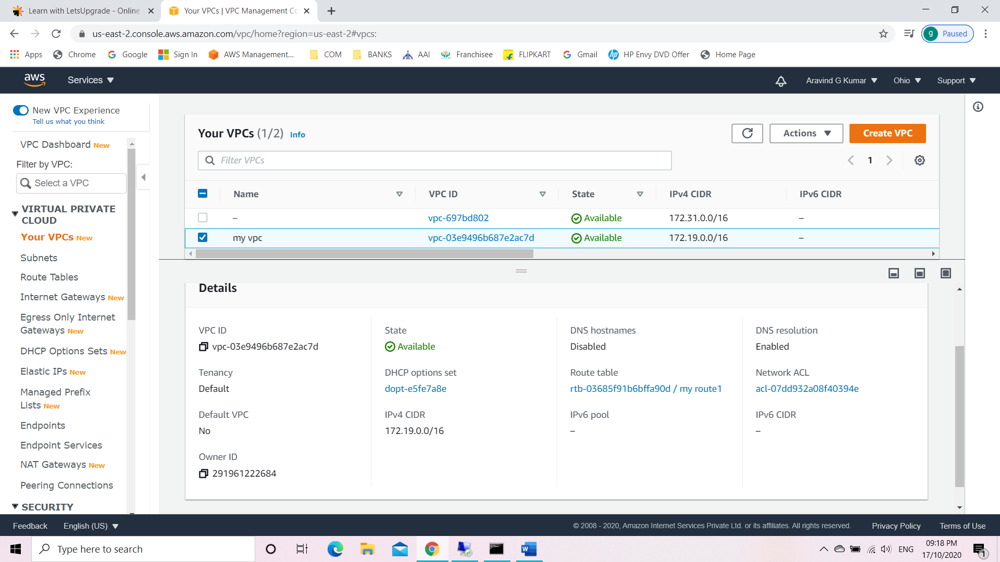 Learn with LetsUpgrade - Online
Your VPCs | VPC Management Co
us-east-2.console.aws.amazon.com/vpc/home?region=us-east-2#vpcs:
g Paused
Apps Chrome Google Sign In AWS Management... COM BANKS AAI Franchisee FLIPKART Gmail HP Envy DVD Offer Home Page
aws Services Aravind G Kumar Ohio Support
New VPC Experience
Tell us what you think
VPC Dashboard New
Filter by VPC:
Select a VPC
VIRTUAL PRIVATE
CLOUD
Your VPCs New
Subnets
Route Tables
Internet Gateways New
Egress Only Internet
Gateways New
DHCP Options Sets New
Elastic IPs New
Managed Prefix
Lists New
Endpoints
Endpoint Services
NAT Gateways New
Peering Connections
SECURITY
Your VPCs (1/2) Info
Actions
Create VPC
Filter VPCs
1
Name VPC ID State IPv4 CIDR IPv6 CIDR
– vpc-697bd802 Available 172.31.0.0/16 –
my vpc vpc-03e9496b687e2ac7d Available 172.19.0.0/16 –
Details
VPC ID State DNS hostnames DNS resolution
vpc-03e9496b687e2ac7d Available Disabled Enabled
Tenancy DHCP options set Route table Network ACL
Default dopt-e5fe7a8e rtb-03685f91b6bffa90d / my route1 acl-07dd932a08f40394e
Default VPC IPv4 CIDR IPv6 pool IPv6 CIDR
No 172.19.0.0/16 – –
Owner ID
291961222684
Feedback English (US) © 2008 - 2020, Amazon Internet Services Private Ltd. or its affiliates. All rights reserved. Privacy Policy Terms of Use
Type here to search
ENG
09:18 PM
17/10/2020
1